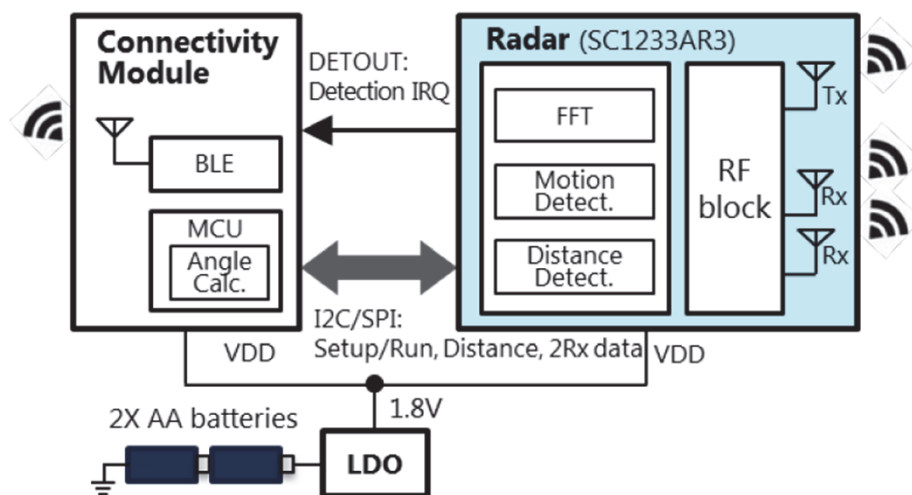 Connectivity
Module
BLE
MCU
Angle
Calc.
DETOUT:
Detection IRQ
I2C/SPI:
Setup/Run, Distance, 2Rx data
Radar (SC1233AR3)
FFT
Motion
Detect.
Distance
Detect.
RF
block
Tx
Rx
Rx
VDD
VDD
1.8V
2X AA batteries
LDO